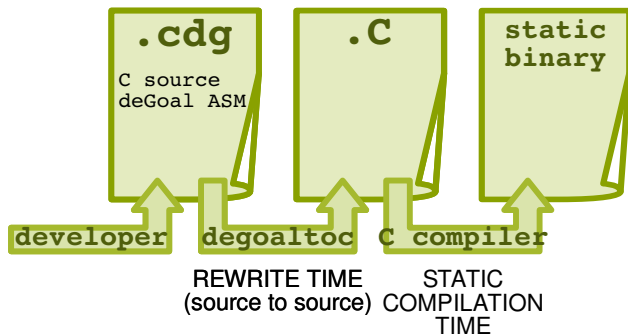 .cdg
C source
deGoal ASM
.C
static
binary
developer
degoaltoc
C compiler
REWRITE TIME
(source to source)
STATIC
COMPILATION
TIME